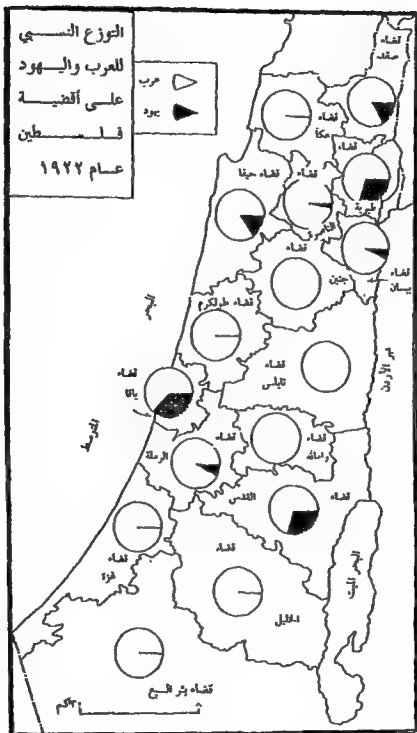 التوزع النسبي
للعرب واليهود
على أقضية
فلسطين
عام ١٩٢٢
عرب
يهود
قضاء
صفد
قضاء
عكا
قضاء
طبرية
قضاء حيفا
قضاء
الناصرة
قضاء
بيسان
قضاء
جنين
قضاء طولكرم
قضاء
نابلس
نهر الأردن
البحر
المتوسط
قضاء
يافا
قضاء
الرملة
قضاء
رام الله
قضاء
القدس
قضاء
غزة
قضاء
الخليل
البحر الميت
قضاء بئر السبع